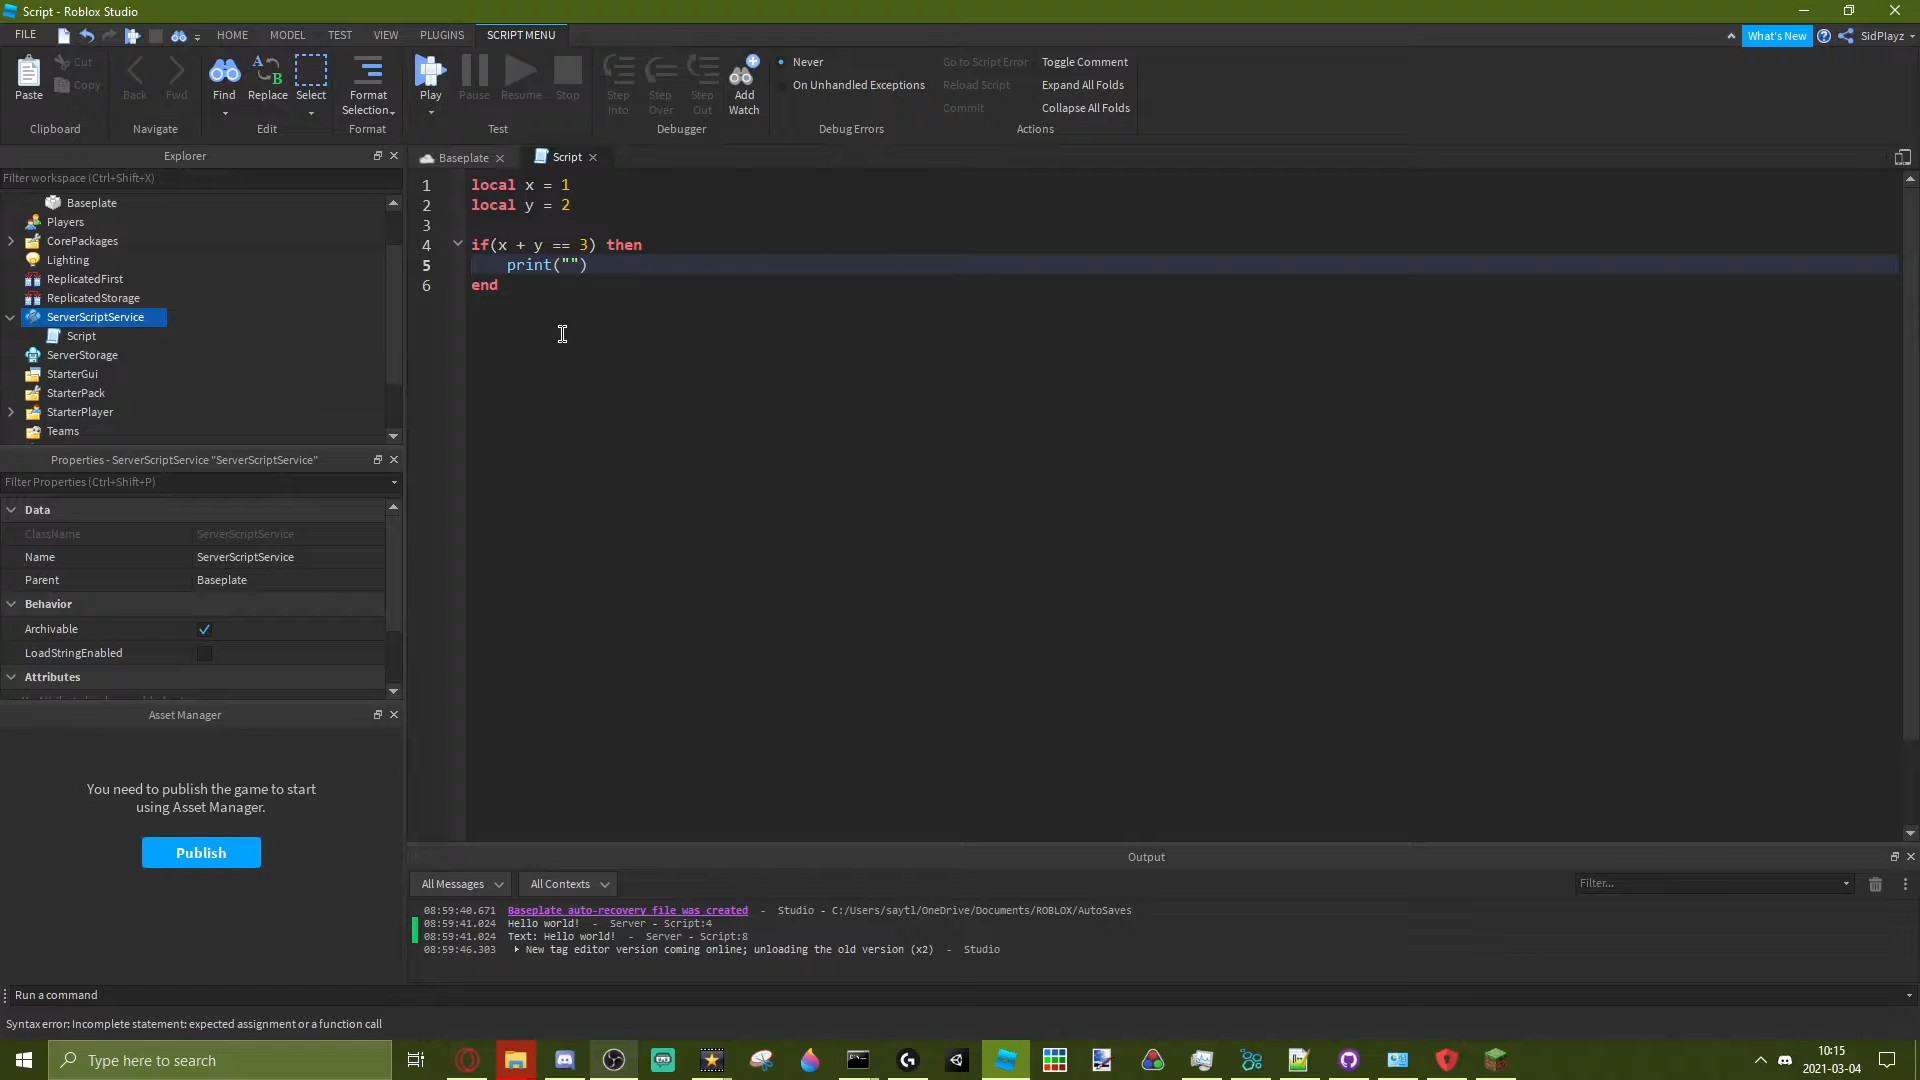 Script - Roblox Studio
FILE HOME MODEL TEST VIEW PLUGINS SCRIPT MENU What's New SidPlayz
Paste Cut Copy Back Fwd Find Replace Select Format Selection Play Pause Resume Stop Step Into Step Over Step Out Add Watch
Never Go to Script Error Toggle Comment
On Unhandled Exceptions Reload Script Expand All Folds
Commit Collapse All Folds
Clipboard Navigate Edit Format Test Debugger Debug Errors Actions
Explorer
Filter workspace (Ctrl+Shift+X)
Baseplate
Players
CorePackages
Lighting
ReplicatedFirst
ReplicatedStorage
ServerScriptService
Script
ServerStorage
StarterGui
StarterPack
StarterPlayer
Teams
Properties - ServerScriptService "ServerScriptService"
Filter Properties (Ctrl+Shift+P)
Data
ClassName ServerScriptService
Name ServerScriptService
Parent Baseplate
Behavior
Archivable
LoadStringEnabled
Attributes
Asset Manager
You need to publish the game to start
using Asset Manager.
Publish
Baseplate Script
1 local x = 1
2 local y = 2
3
4 if(x + y == 3) then
5 print("")
6 end
Output
All Messages All Contexts Filter...
08:59:40.671 Baseplate auto-recovery file was created - Studio - C:/Users/saytl/OneDrive/Documents/ROBLOX/AutoSaves
08:59:41.024 Hello world! - Server - Script:4
08:59:41.024 Text: Hello world! - Server - Script:8
08:59:46.303 New tag editor version coming online; unloading the old version (x2) - Studio
Run a command
Syntax error: Incomplete statement: expected assignment or a function call
Type here to search
10:15
2021-03-04